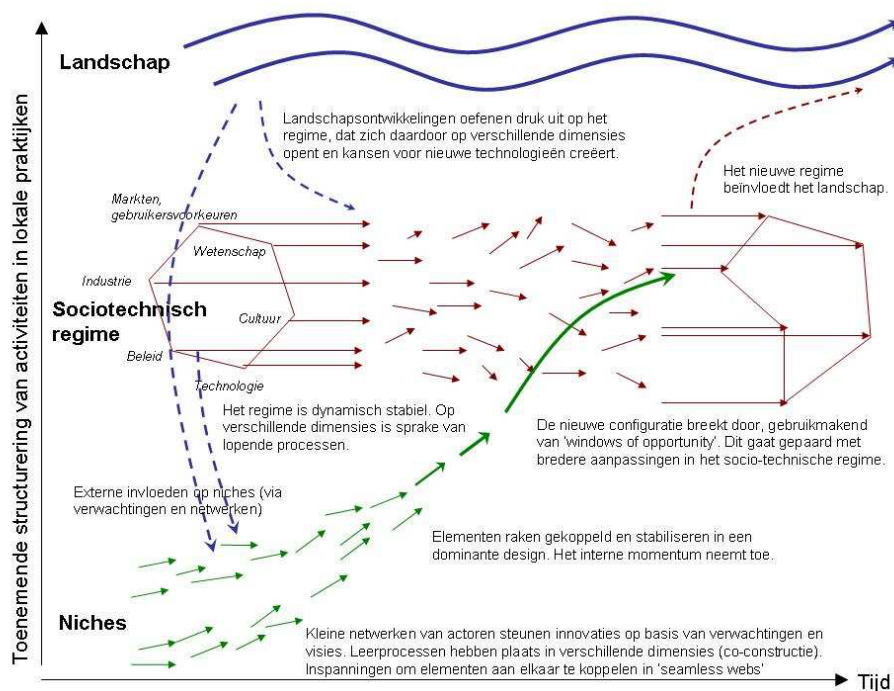 Toenemende structurering van activiteiten in lokale praktijken
Landschap
Landschapsontwikkelingen oefenen druk uit op het
regime, dat zich daardoor op verschillende dimensies
opent en kansen voor nieuwe technologieën creëert.
Het nieuwe regime
beïnvloedt het landschap.
Markten,
gebruikersvoorkeuren
Wetenschap
Industrie
Sociotechnisch
regime
Cultuur
Beleid
Technologie
Het regime is dynamisch stabiel. Op
verschillende dimensies is sprake van
lopende processen.
De nieuwe configuratie breekt door, gebruikmakend
van 'windows of opportunity'. Dit gaat gepaard met
bredere aanpassingen in het socio-technische regime.
Externe invloeden op niches (via
verwachtingen en netwerken)
Elementen raken gekoppeld en stabiliseren in een
dominante design. Het interne momentum neemt toe.
Niches
Kleine netwerken van actoren steunen innovaties op basis van verwachtingen en
visies. Leerprocessen hebben plaats in verschillende dimensies (co-constructie).
Inspanningen om elementen aan elkaar te koppelen in 'seamless webs'
Tijd